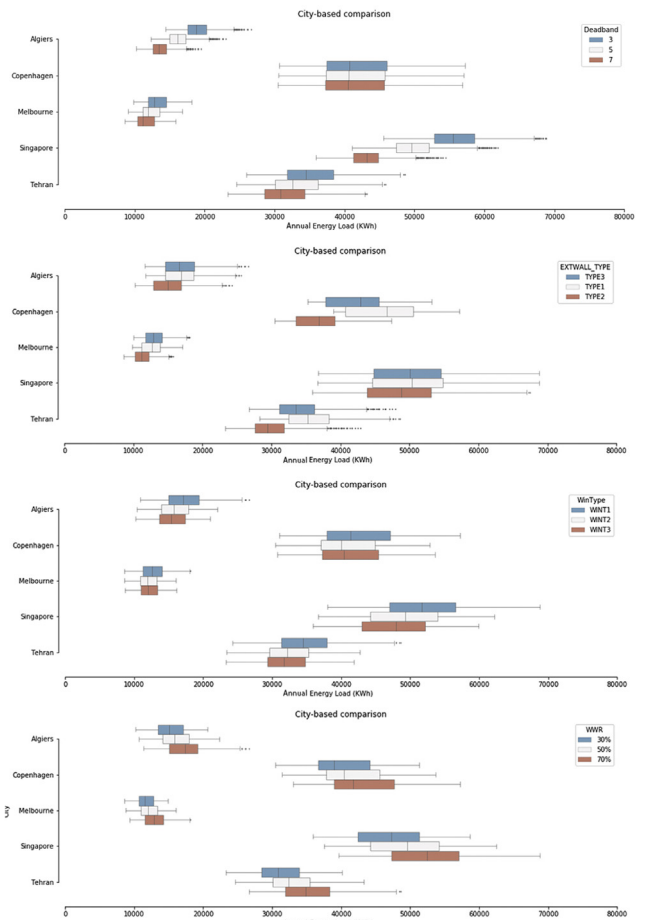 City-based comparison
Deadband
3
5
7
Algiers
Copenhagen
Melbourne
Singapore
Tehran
0 10000 20000 30000 40000 50000 60000 70000 80000
Annual Energy Load (KWh)
City-based comparison
EXTWALL_TYPE
TYPE3
TYPE1
TYPE2
Algiers
Copenhagen
Melbourne
Singapore
Tehran
0 10000 20000 30000 40000 50000 60000 70000 80000
Annual Energy Load (KWh)
City-based comparison
WinType
WINT1
WINT2
WINT3
Algiers
Copenhagen
Melbourne
Singapore
Tehran
0 10000 20000 30000 40000 50000 60000 70000 80000
Annual Energy Load (KWh)
City-based comparison
WWR
30%
50%
70%
Algiers
Copenhagen
Melbourne
City
Singapore
Tehran
0 10000 20000 30000 40000 50000 60000 70000 80000